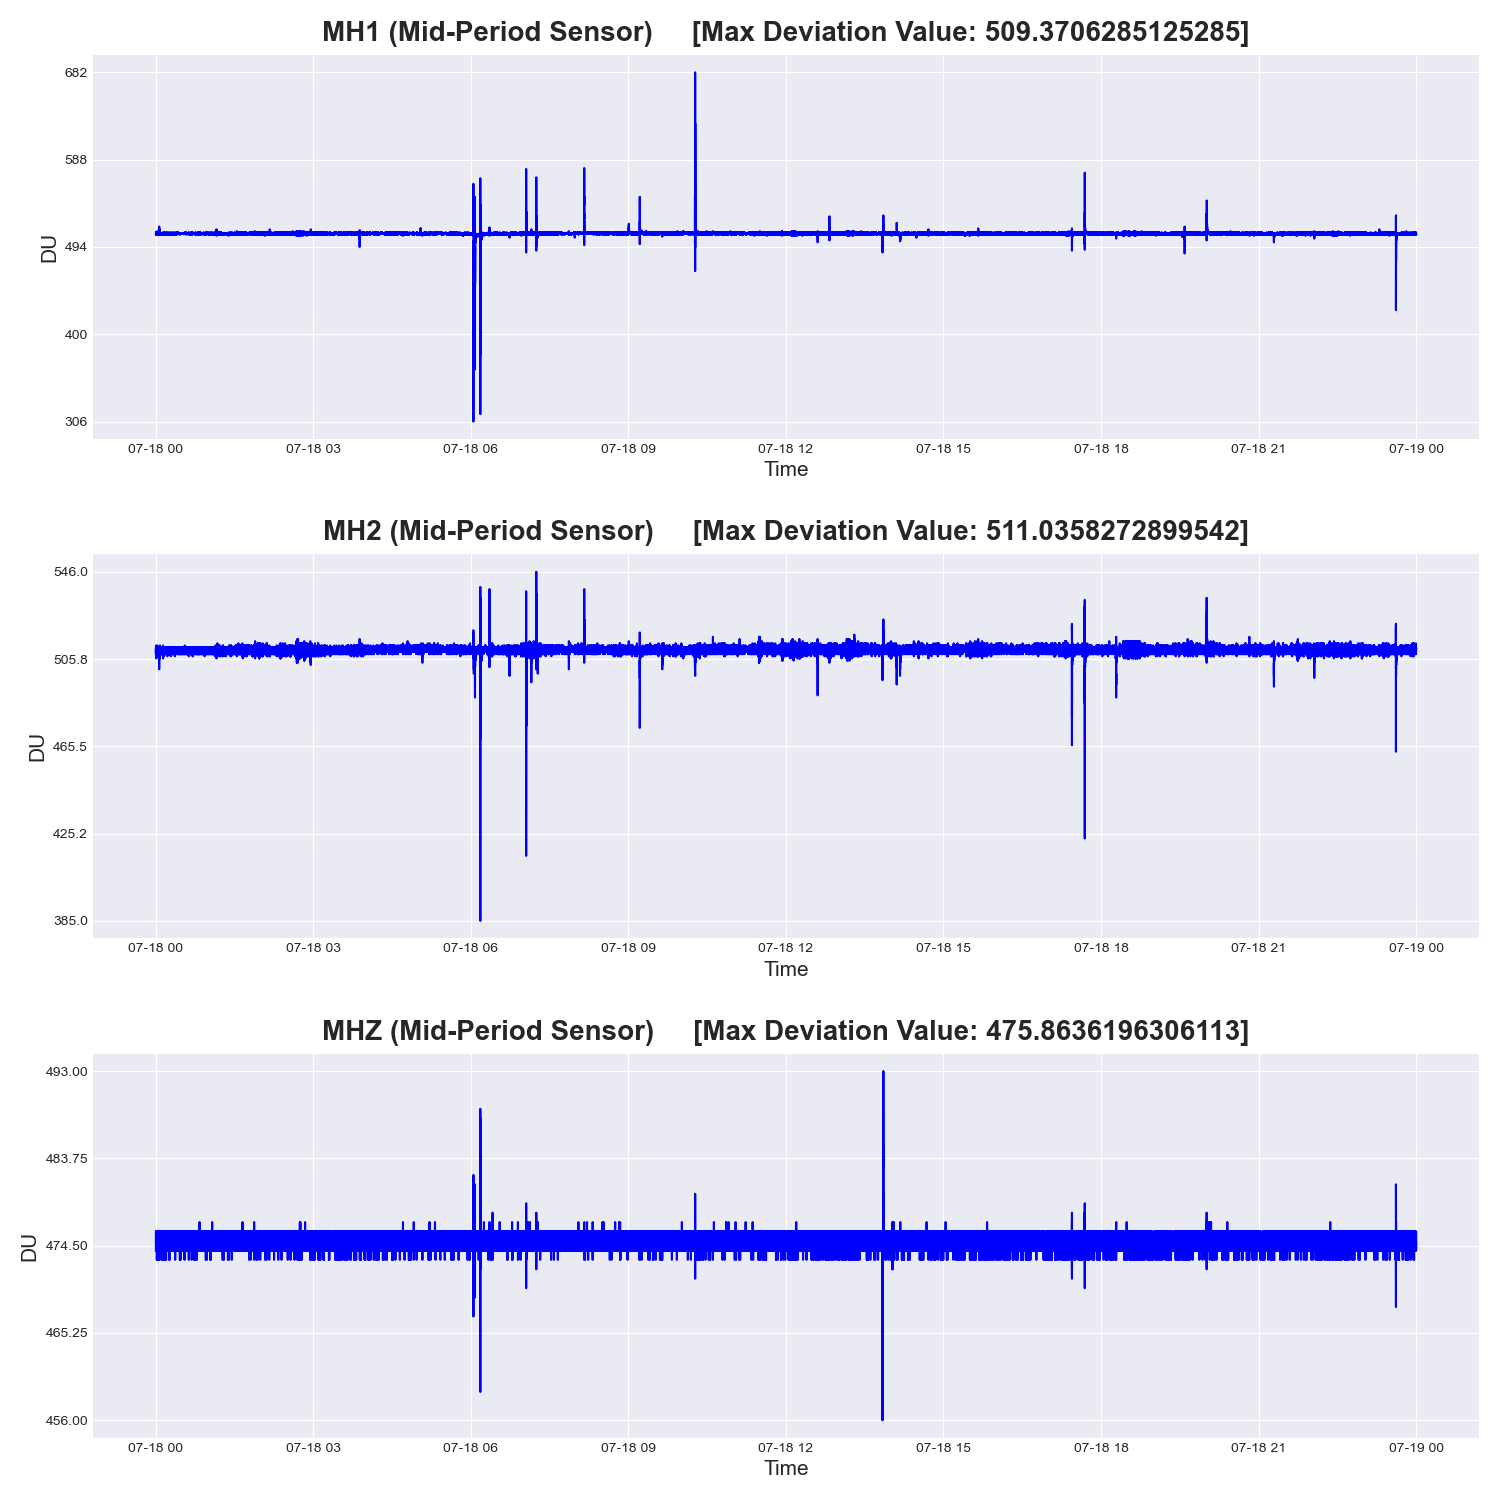 MH1 (Mid-Period Sensor) [Max Deviation Value: 509.3706285125285]
682
588
494
400
306
DU
07-18 00 07-18 03 07-18 06 07-18 09 07-18 12 07-18 15 07-18 18 07-18 21 07-19 00
Time
MH2 (Mid-Period Sensor) [Max Deviation Value: 511.0358272899542]
546.0
505.8
465.5
425.2
385.0
DU
07-18 00 07-18 03 07-18 06 07-18 09 07-18 12 07-18 15 07-18 18 07-18 21 07-19 00
Time
MHZ (Mid-Period Sensor) [Max Deviation Value: 475.8636196306113]
493.00
483.75
474.50
465.25
456.00
DU
07-18 00 07-18 03 07-18 06 07-18 09 07-18 12 07-18 15 07-18 18 07-18 21 07-19 00
Time